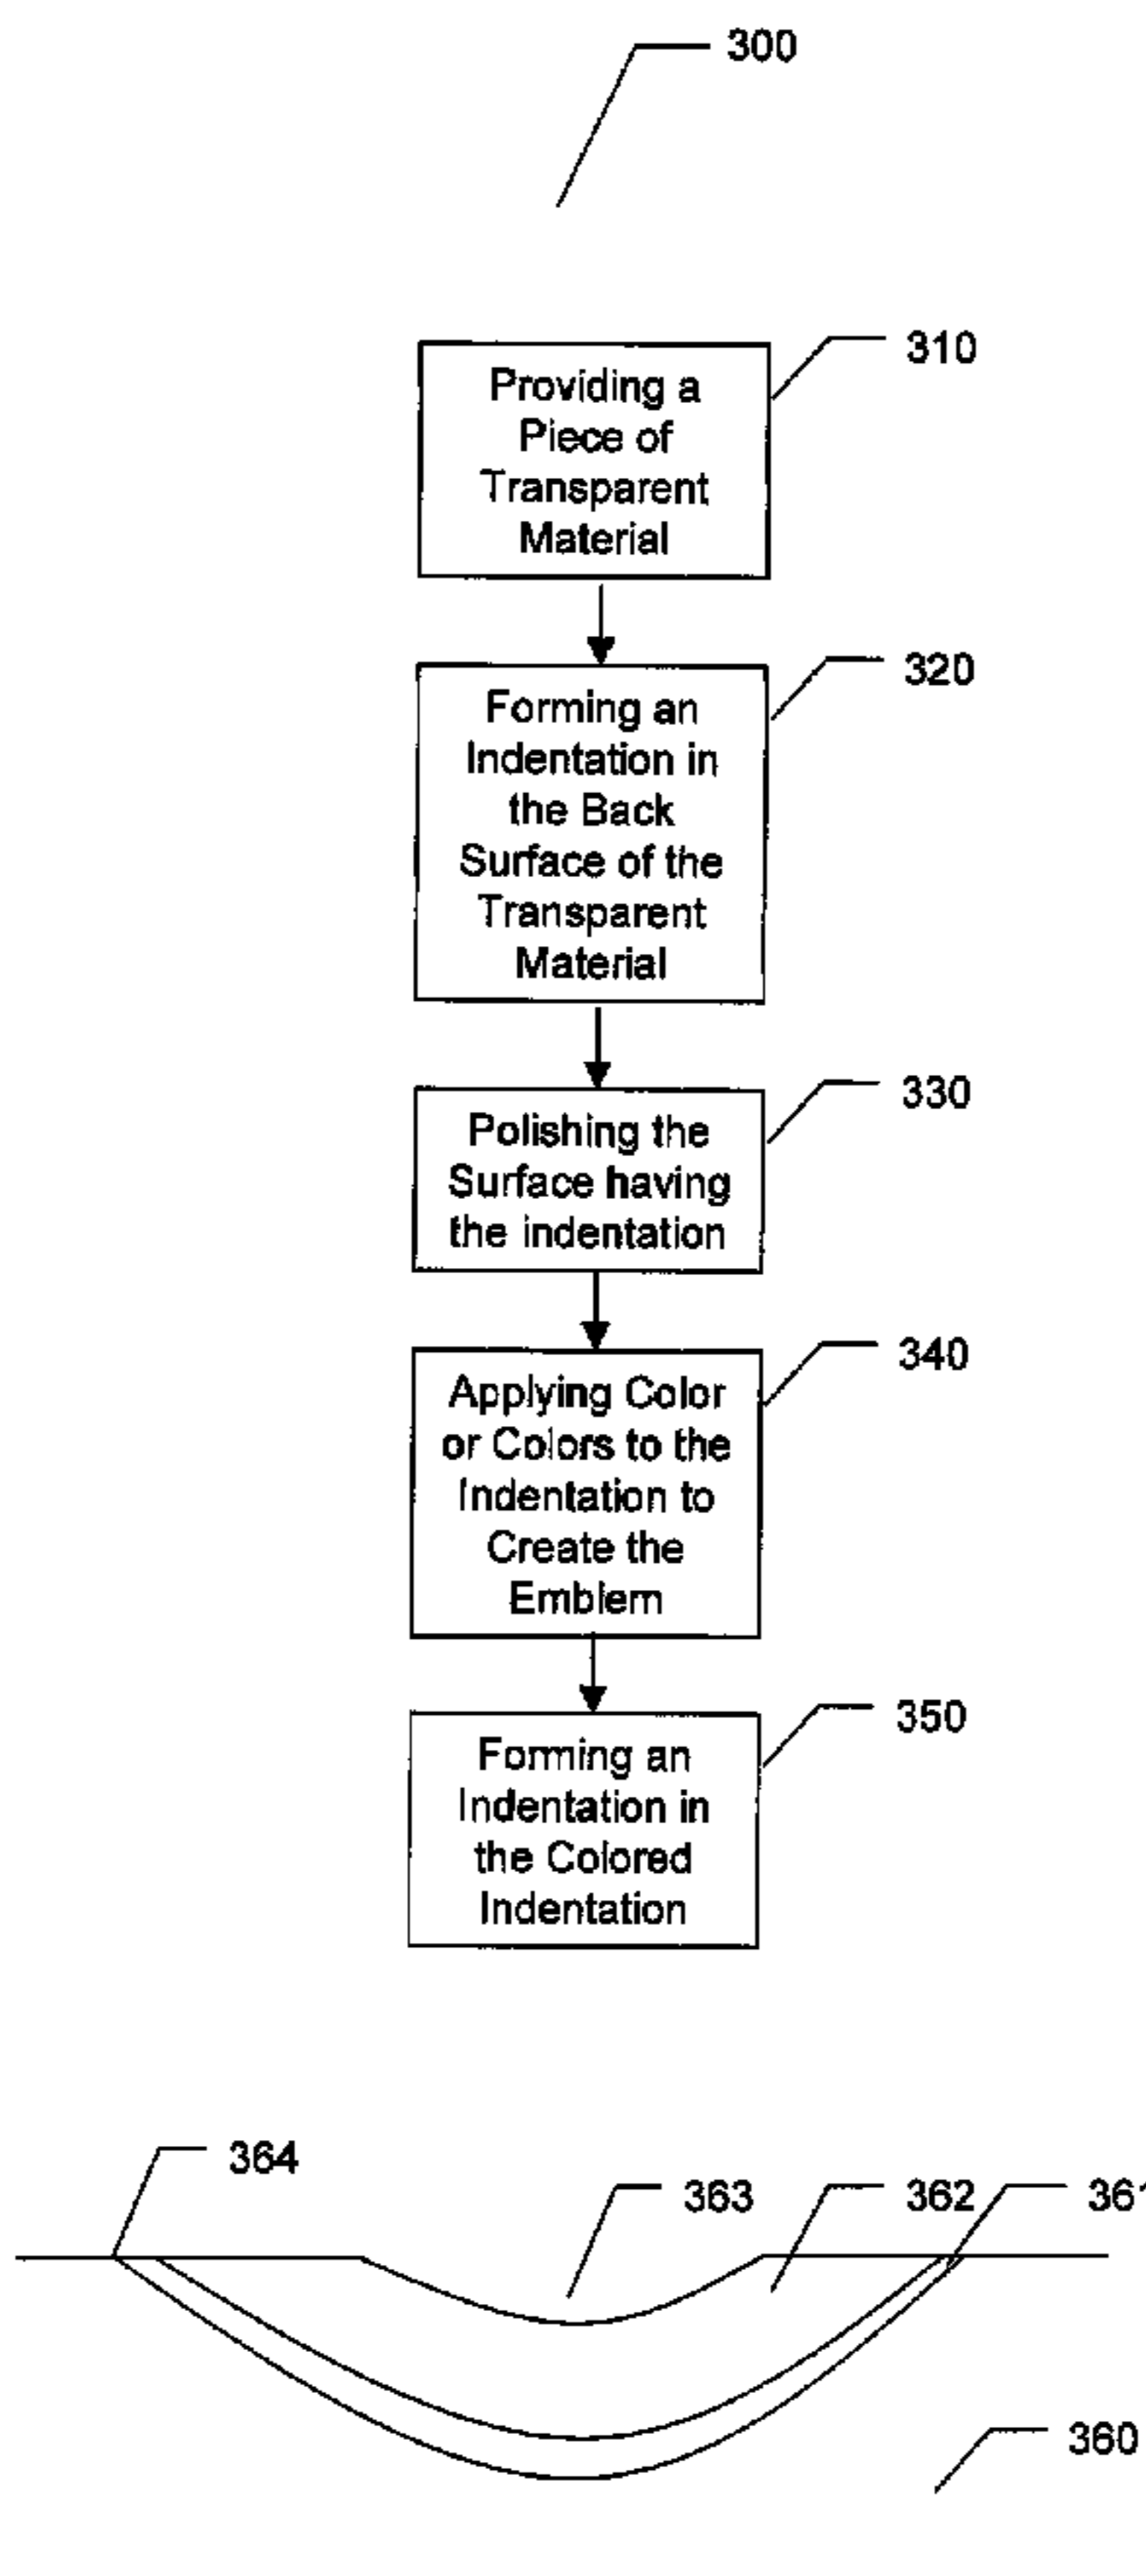 300
310
Providing a
Piece of
Transparent
Material
320
Forming an
Indentation in
the Back
Surface of the
Transparent
Material
330
Polishing the
Surface having
the indentation
340
Applying Color
or Colors to the
Indentation to
Create the
Emblem
350
Forming an
Indentation in
the Colored
Indentation
364
363
362
361
360